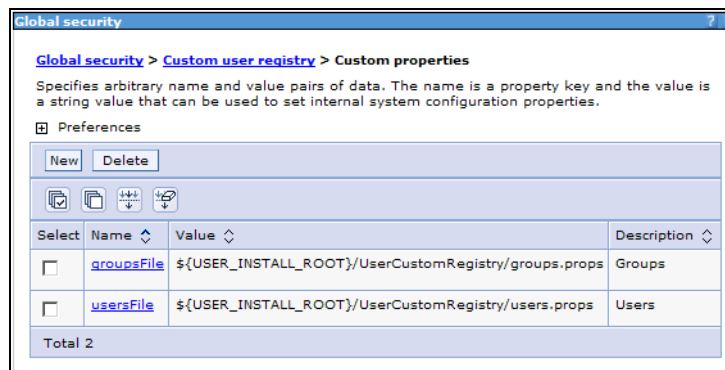 Global security ?
Global security > Custom user registry > Custom properties
Specifies arbitrary name and value pairs of data. The name is a property key and the value is
a string value that can be used to set internal system configuration properties.
Preferences
New Delete
Select Name Value Description
groupsFile ${USER_INSTALL_ROOT}/UserCustomRegistry/groups.props Groups
usersFile ${USER_INSTALL_ROOT}/UserCustomRegistry/users.props Users
Total 2